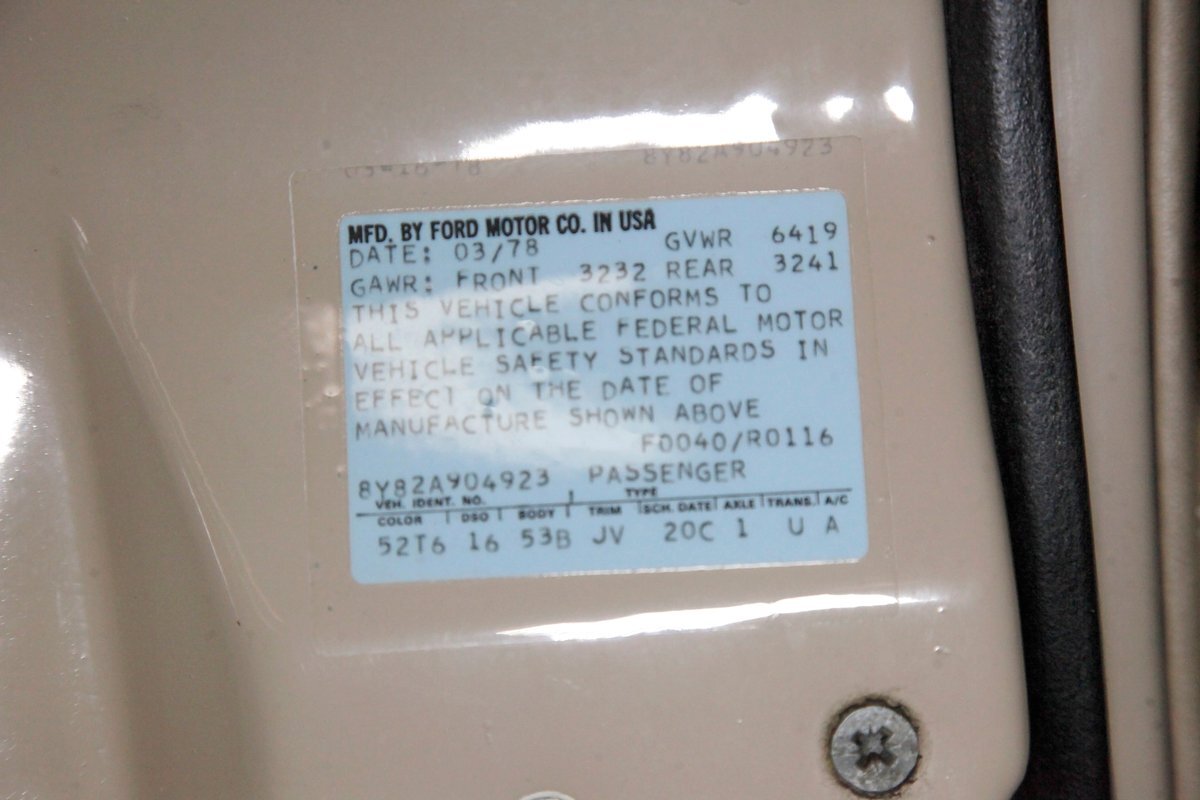 03-16-78 8Y82A904923
MFD. BY FORD MOTOR CO. IN USA
DATE: 03/78 GVWR 6419
GAWR: FRONT 3232 REAR 3241
THIS VEHICLE CONFORMS TO
ALL APPLICABLE FEDERAL MOTOR
VEHICLE SAFETY STANDARDS IN
EFFECT ON THE DATE OF
MANUFACTURE SHOWN ABOVE
F0040/R0116
8Y82A904923 PASSENGER
VEH. IDENT. NO. TYPE
COLOR DSO BODY TRIM SCH. DATE AXLE TRANS. A/C
52T6 16 53B JV 20C 1 U A